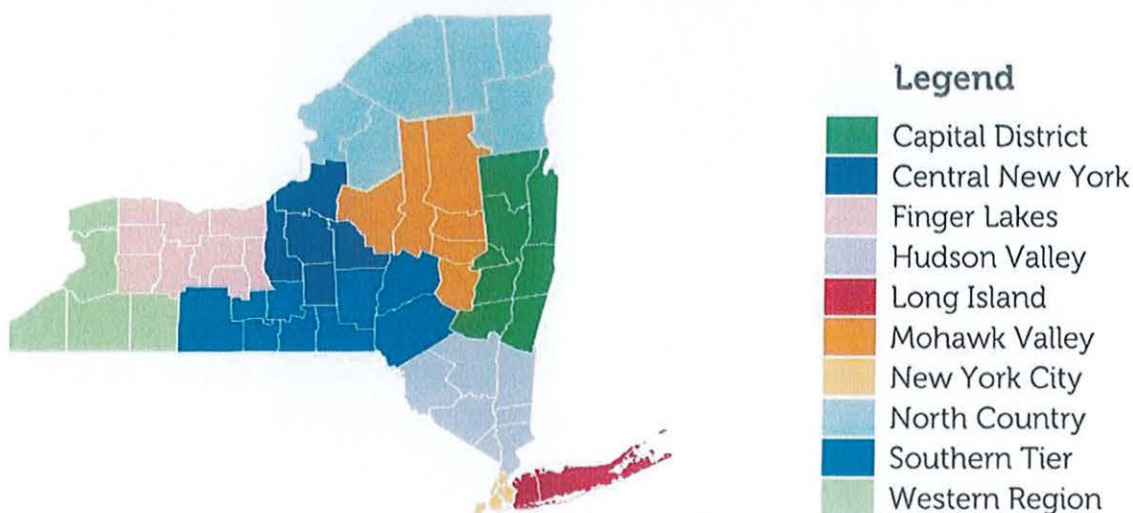 Legend
Capital District
Central New York
Finger Lakes
Hudson Valley
Long Island
Mohawk Valley
New York City
North Country
Southern Tier
Western Region